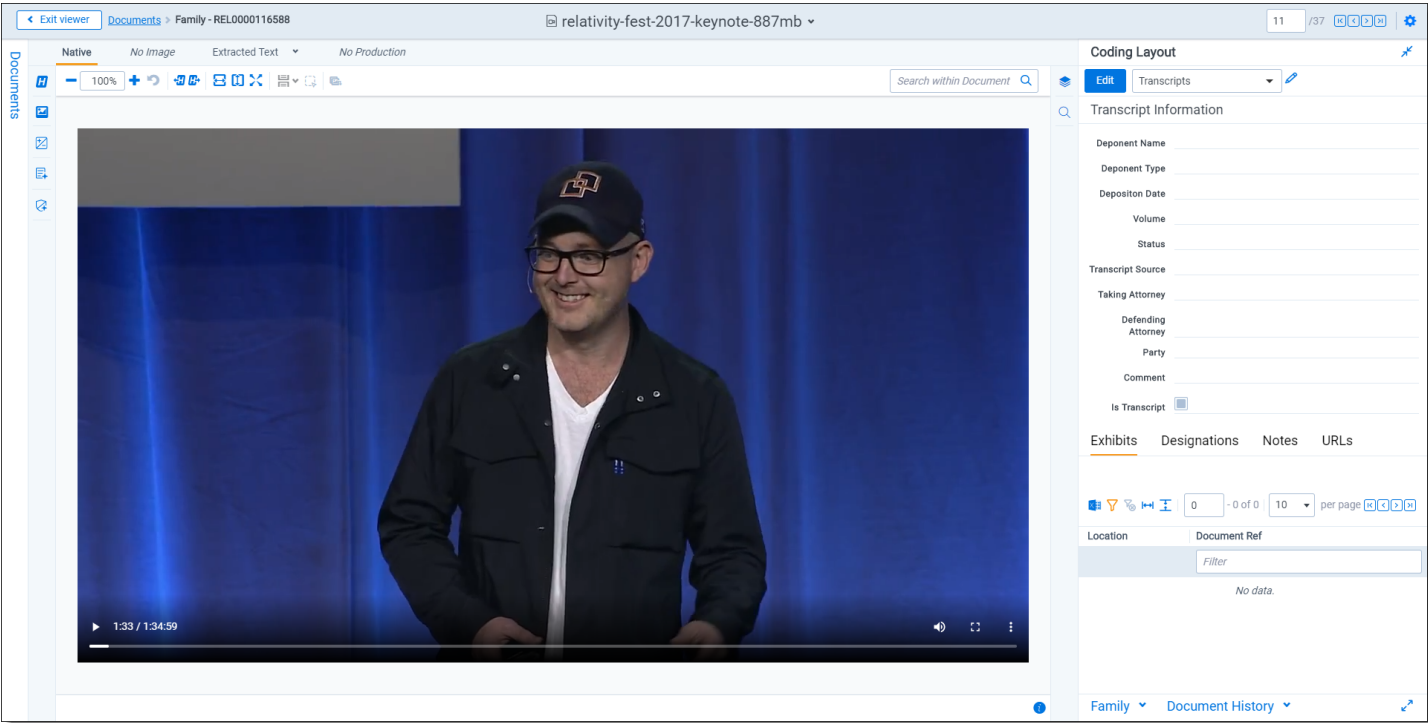 Exit viewer
Documents > Family - REL0000116588
relativity-fest-2017-keynote-887mb
11 /37
Documents
Native No Image Extracted Text No Production
100%
Search within Document
1:33 / 1:34:59
Coding Layout
Edit Transcripts
Transcript Information
Deponent Name
Deponent Type
Depositon Date
Volume
Status
Transcript Source
Taking Attorney
Defending
Attorney
Party
Comment
Is Transcript
Exhibits Designations Notes URLs
0 - 0 of 0 10 per page
Location Document Ref
Filter
No data.
Family Document History